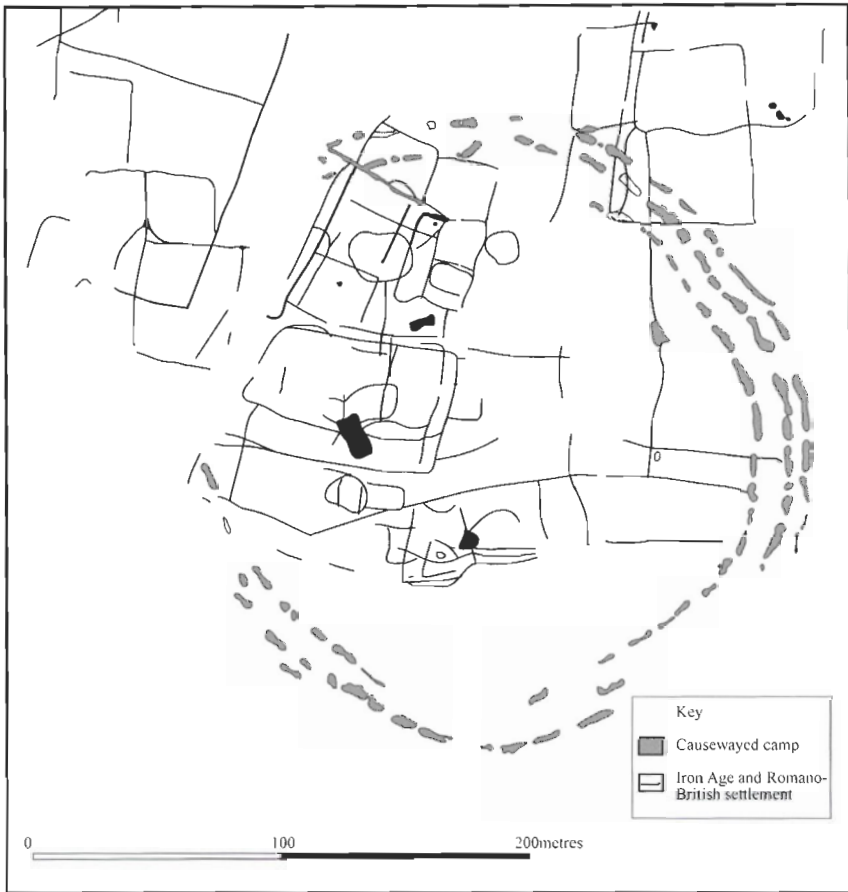 Key
Causewayed camp
Iron Age and Romano-
British settlement
0 100 200metres